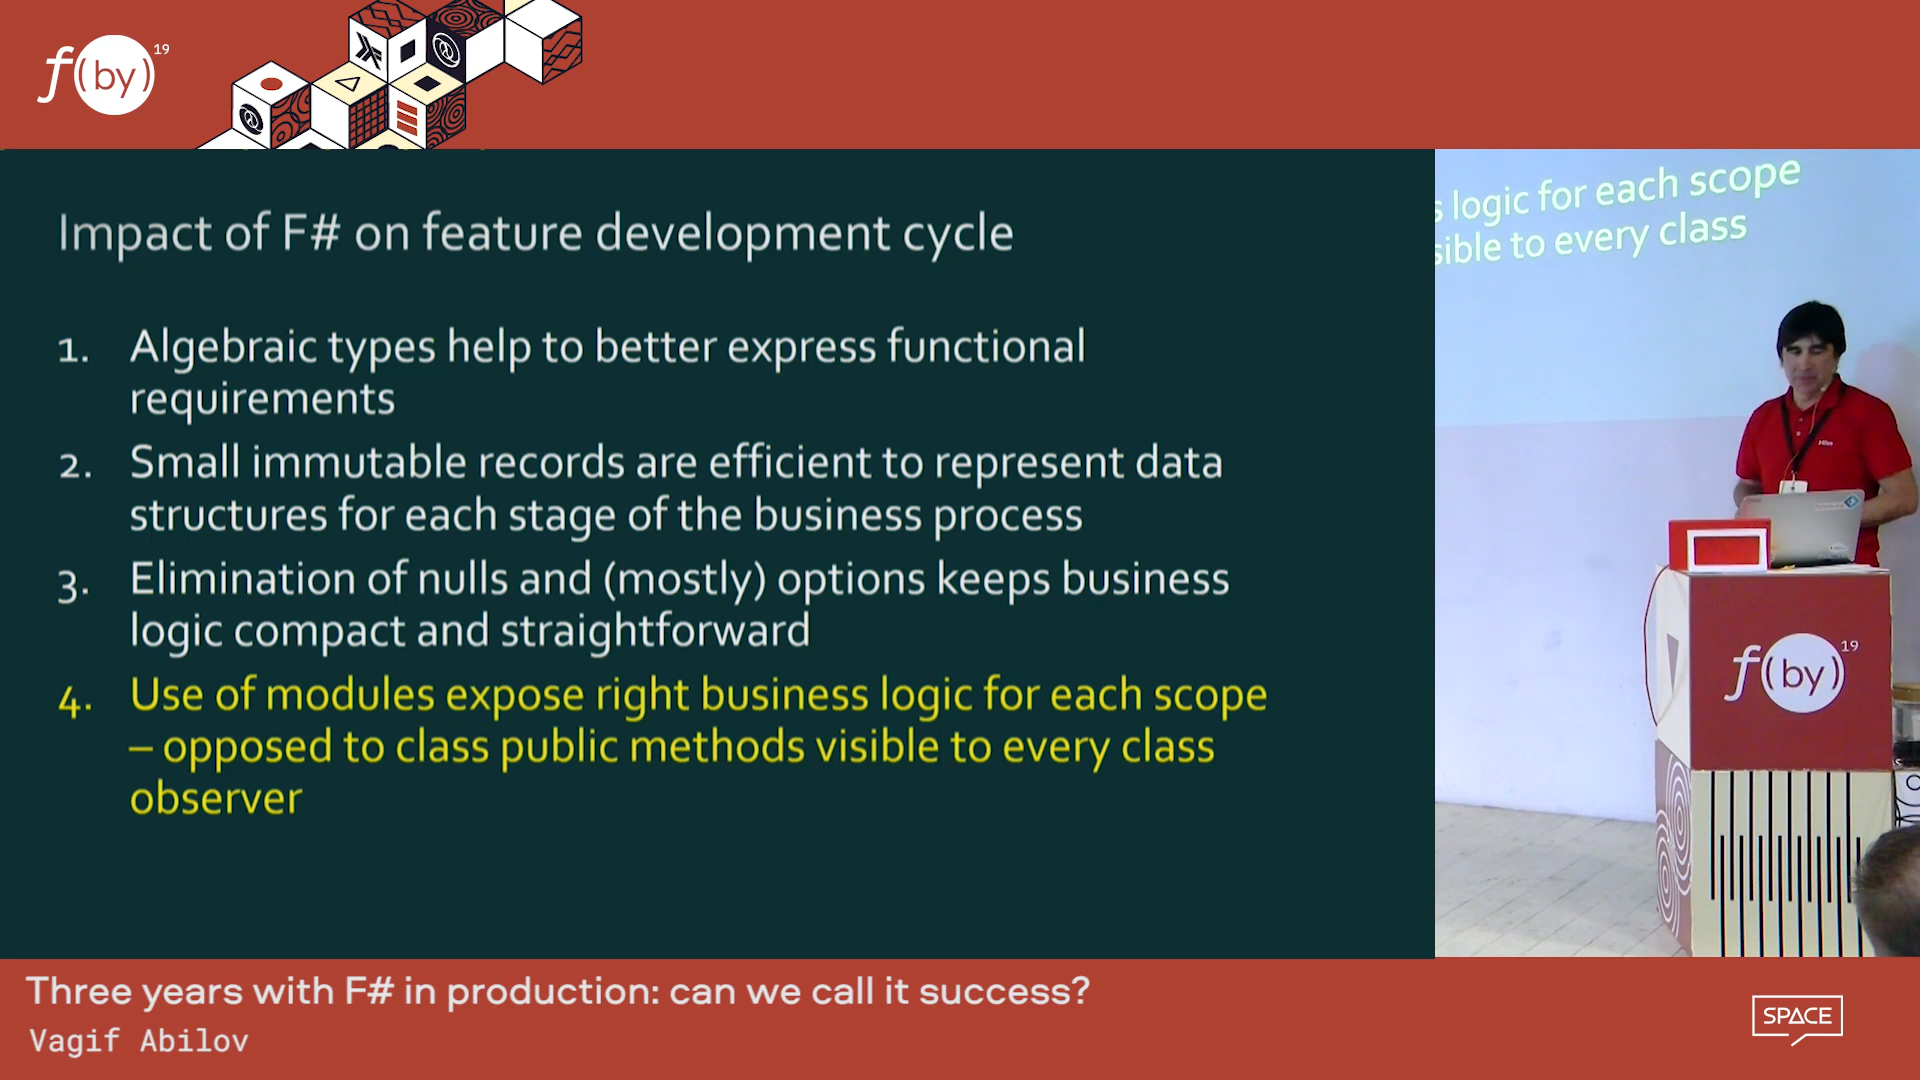 f(by) 19
Impact of F# on feature development cycle
1. Algebraic types help to better express functional
requirements
2. Small immutable records are efficient to represent data
structures for each stage of the business process
3. Elimination of nulls and (mostly) options keeps business
logic compact and straightforward
4. Use of modules expose right business logic for each scope
– opposed to class public methods visible to every class
observer
s logic for each scope
sible to every class
f(by) 19
Three years with F# in production: can we call it success?
Vagif Abilov
SPACE